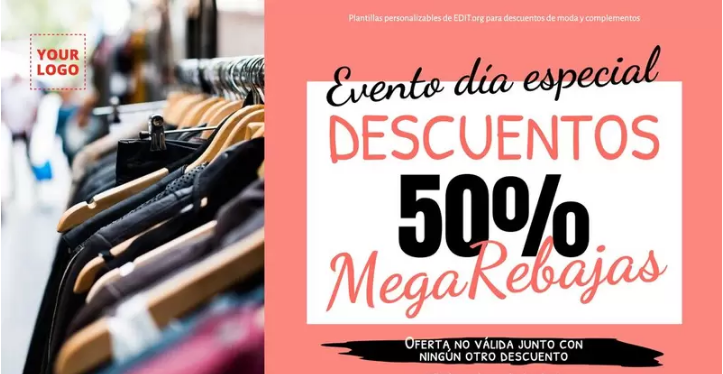 Plantillas personalizables de EDIT.org para descuentos de moda y complementos
YOUR
LOGO
Evento día especial
DESCUENTOS
50%
MegaRebajas
OFERTA NO VÁLIDA JUNTO CON
NINGÚN OTRO DESCUENTO